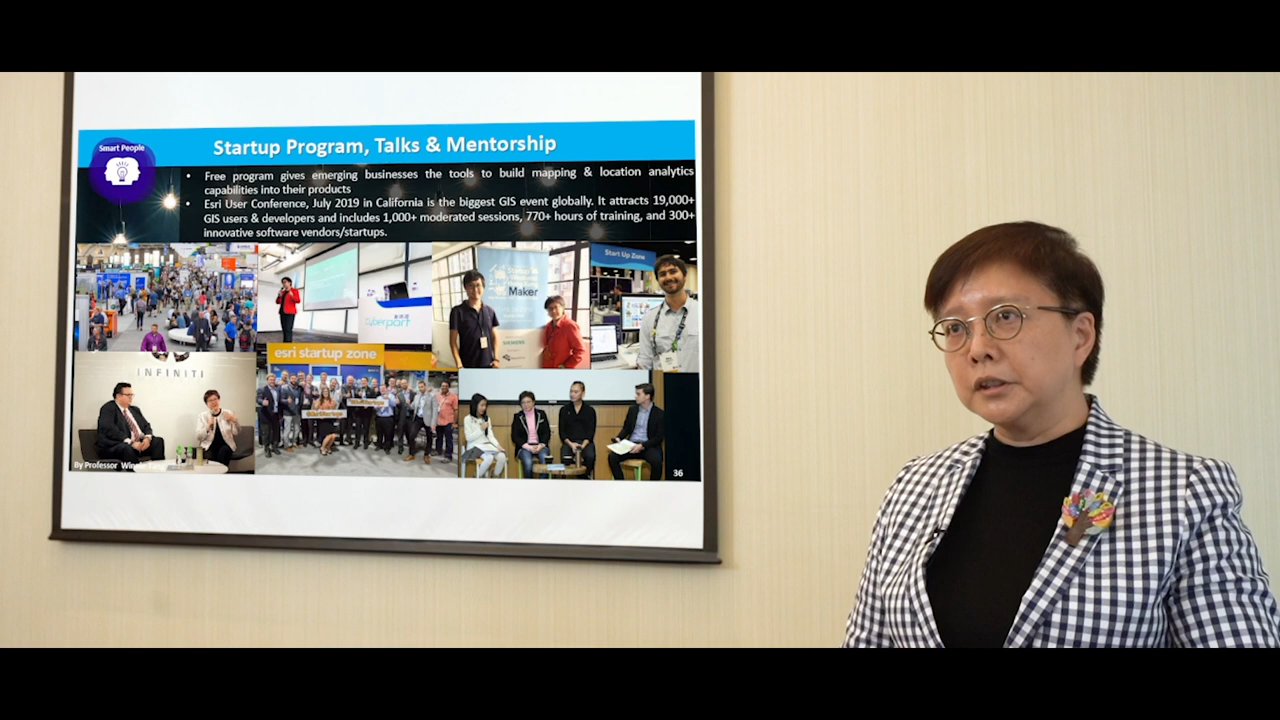 Smart People
Startup Program, Talks & Mentorship
• Free program gives emerging businesses the tools to build mapping & location analytics
capabilities into their products
• Esri User Conference, July 2019 in California is the biggest GIS event globally. It attracts 19,000+
GIS users & developers and includes 1,000+ moderated sessions, 770+ hours of training, and 300+
innovative software vendors/startups.
Start Up Zone
Startup
Maker
SIEMENS
cyberport
INFINITI
esri startup zone
By Professor
36